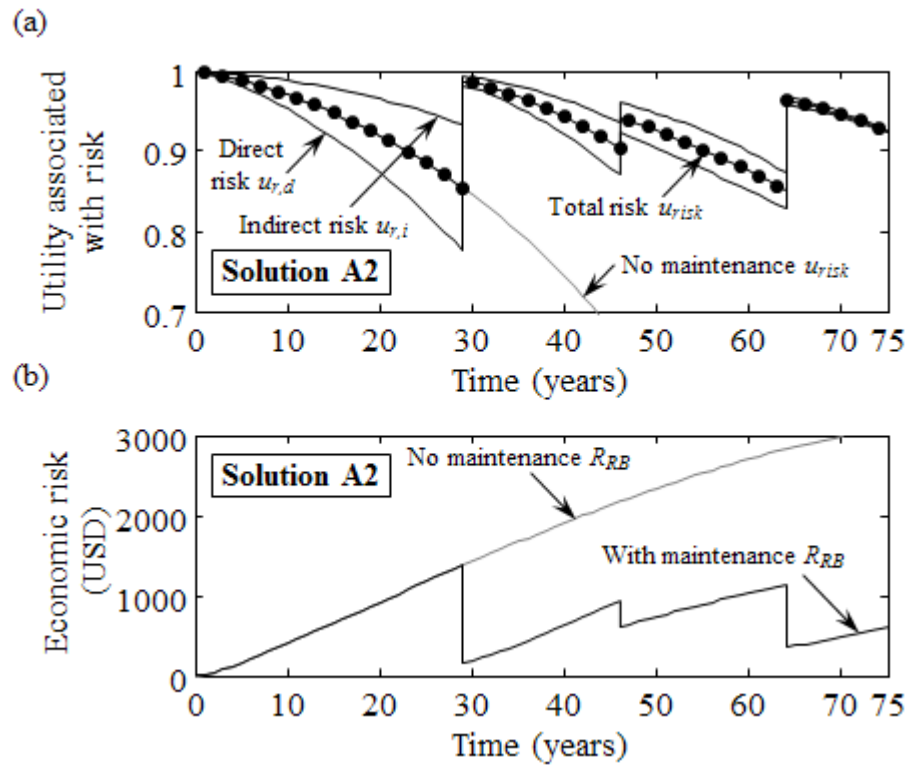 (a)
Utility associated
with risk
1
0.9
0.8
0.7
Direct
risk u_{r,d}
Indirect risk u_{r,i}
Total risk u_{risk}
No maintenance u_{risk}
Solution A2
0 10 20 30 40 50 60 70 75
Time (years)
(b)
Economic risk
(USD)
3000
2000
1000
0
Solution A2
No maintenance R_{RB}
With maintenance R_{RB}
0 10 20 30 40 50 60 70 75
Time (years)